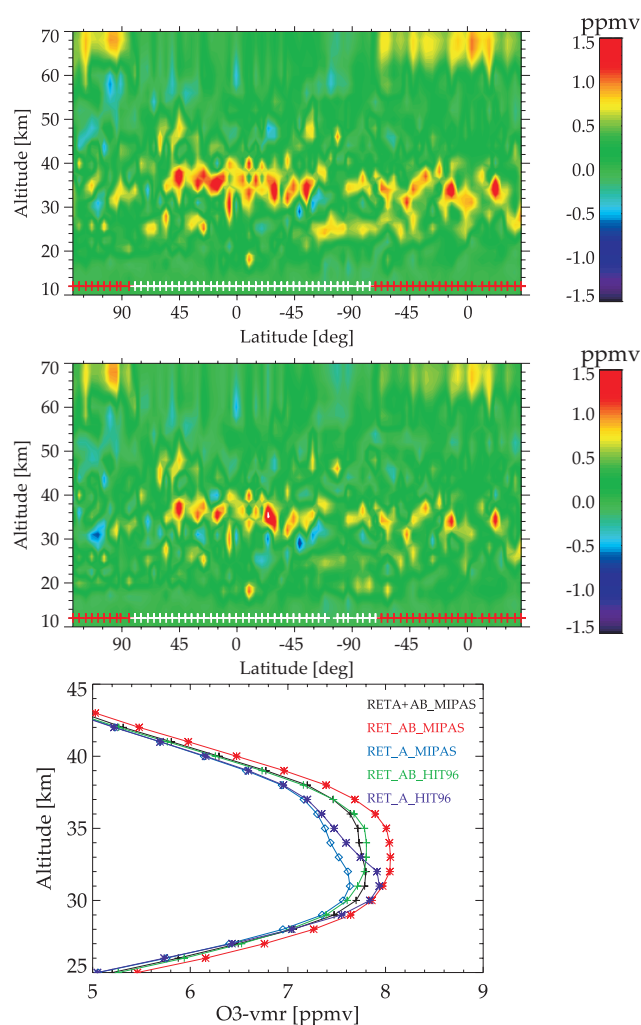 ppmv
70
60
50
40
30
20
10
Altitude [km]
90 45 0 -45 -90 -45 0 45
Latitude [deg]
1.5
1.0
0.5
0.0
-0.5
-1.0
-1.5
ppmv
70
60
50
40
30
20
10
Altitude [km]
90 45 0 -45 -90 -45 0 45
Latitude [deg]
1.5
1.0
0.5
0.0
-0.5
-1.0
-1.5
45
40
35
30
25
Altitude [km]
RETA+AB_MIPAS
RET_AB_MIPAS
RET_A_MIPAS
RET_AB_HIT96
RET_A_HIT96
5 6 7 8 9
O3-vmr [ppmv]